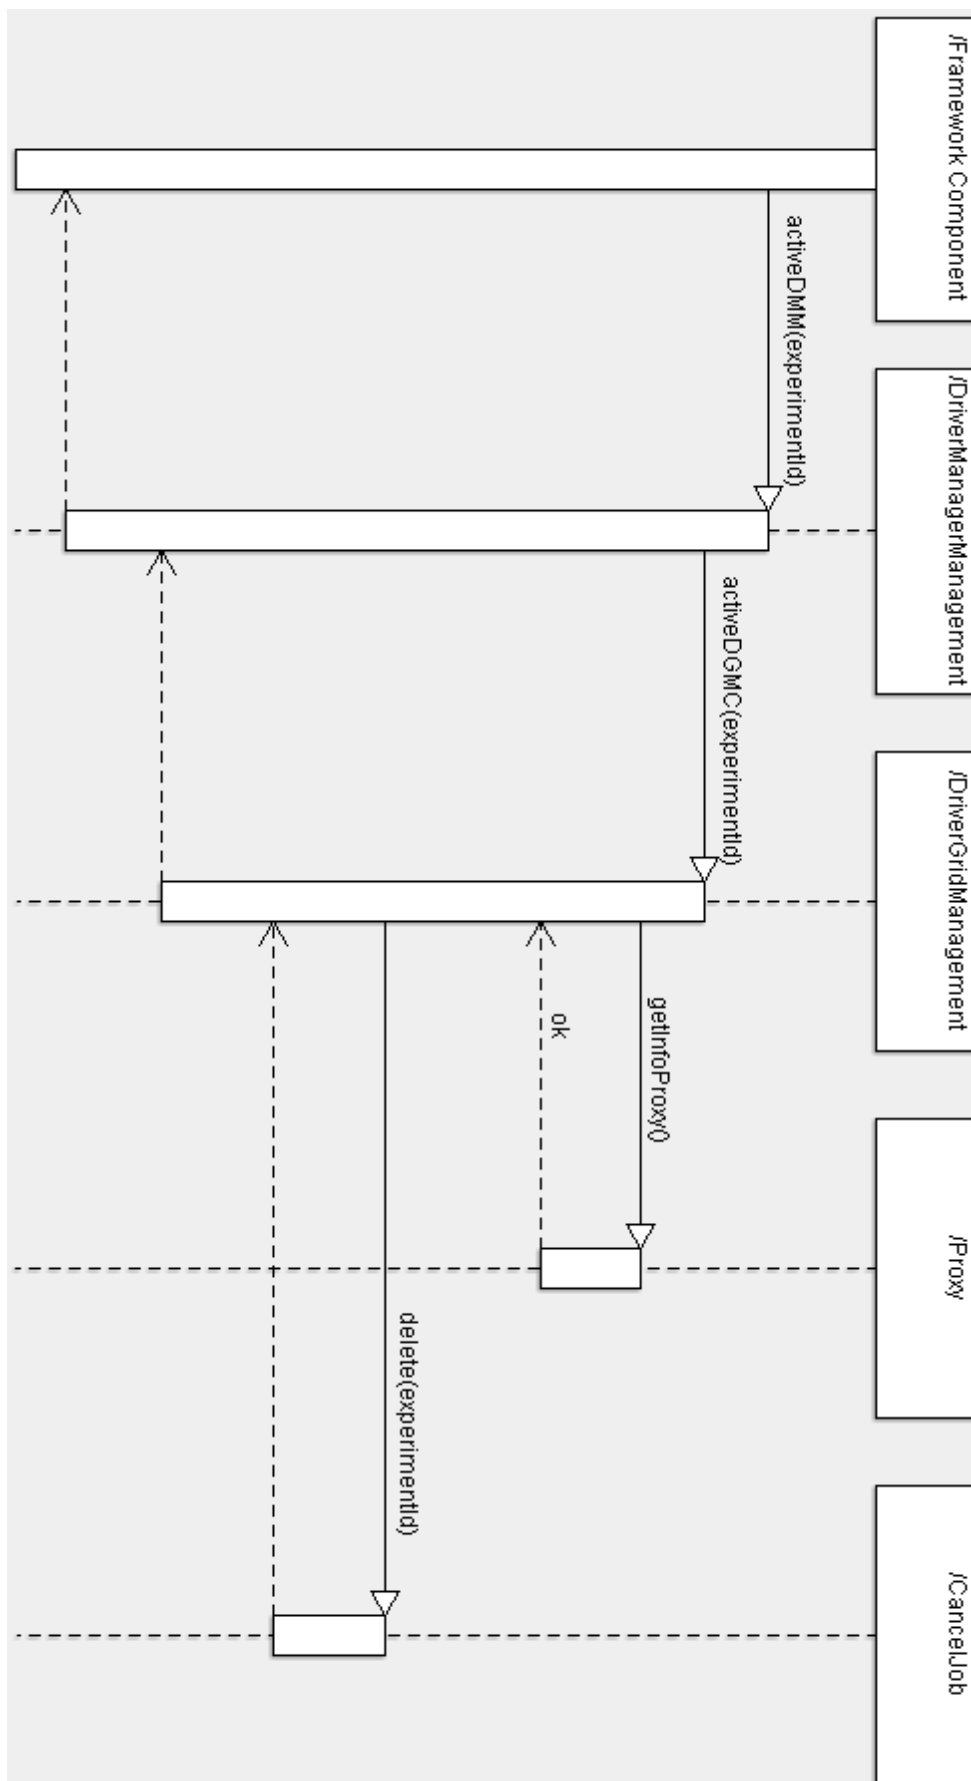 /Framework Component
/DriverManagerManagement
/DriverGridManagement
/Proxy
/CancelJob
activeDMM(experimentId)
activeDGMC(experimentId)
getInfoProxy()
ok
delete(experimentId)